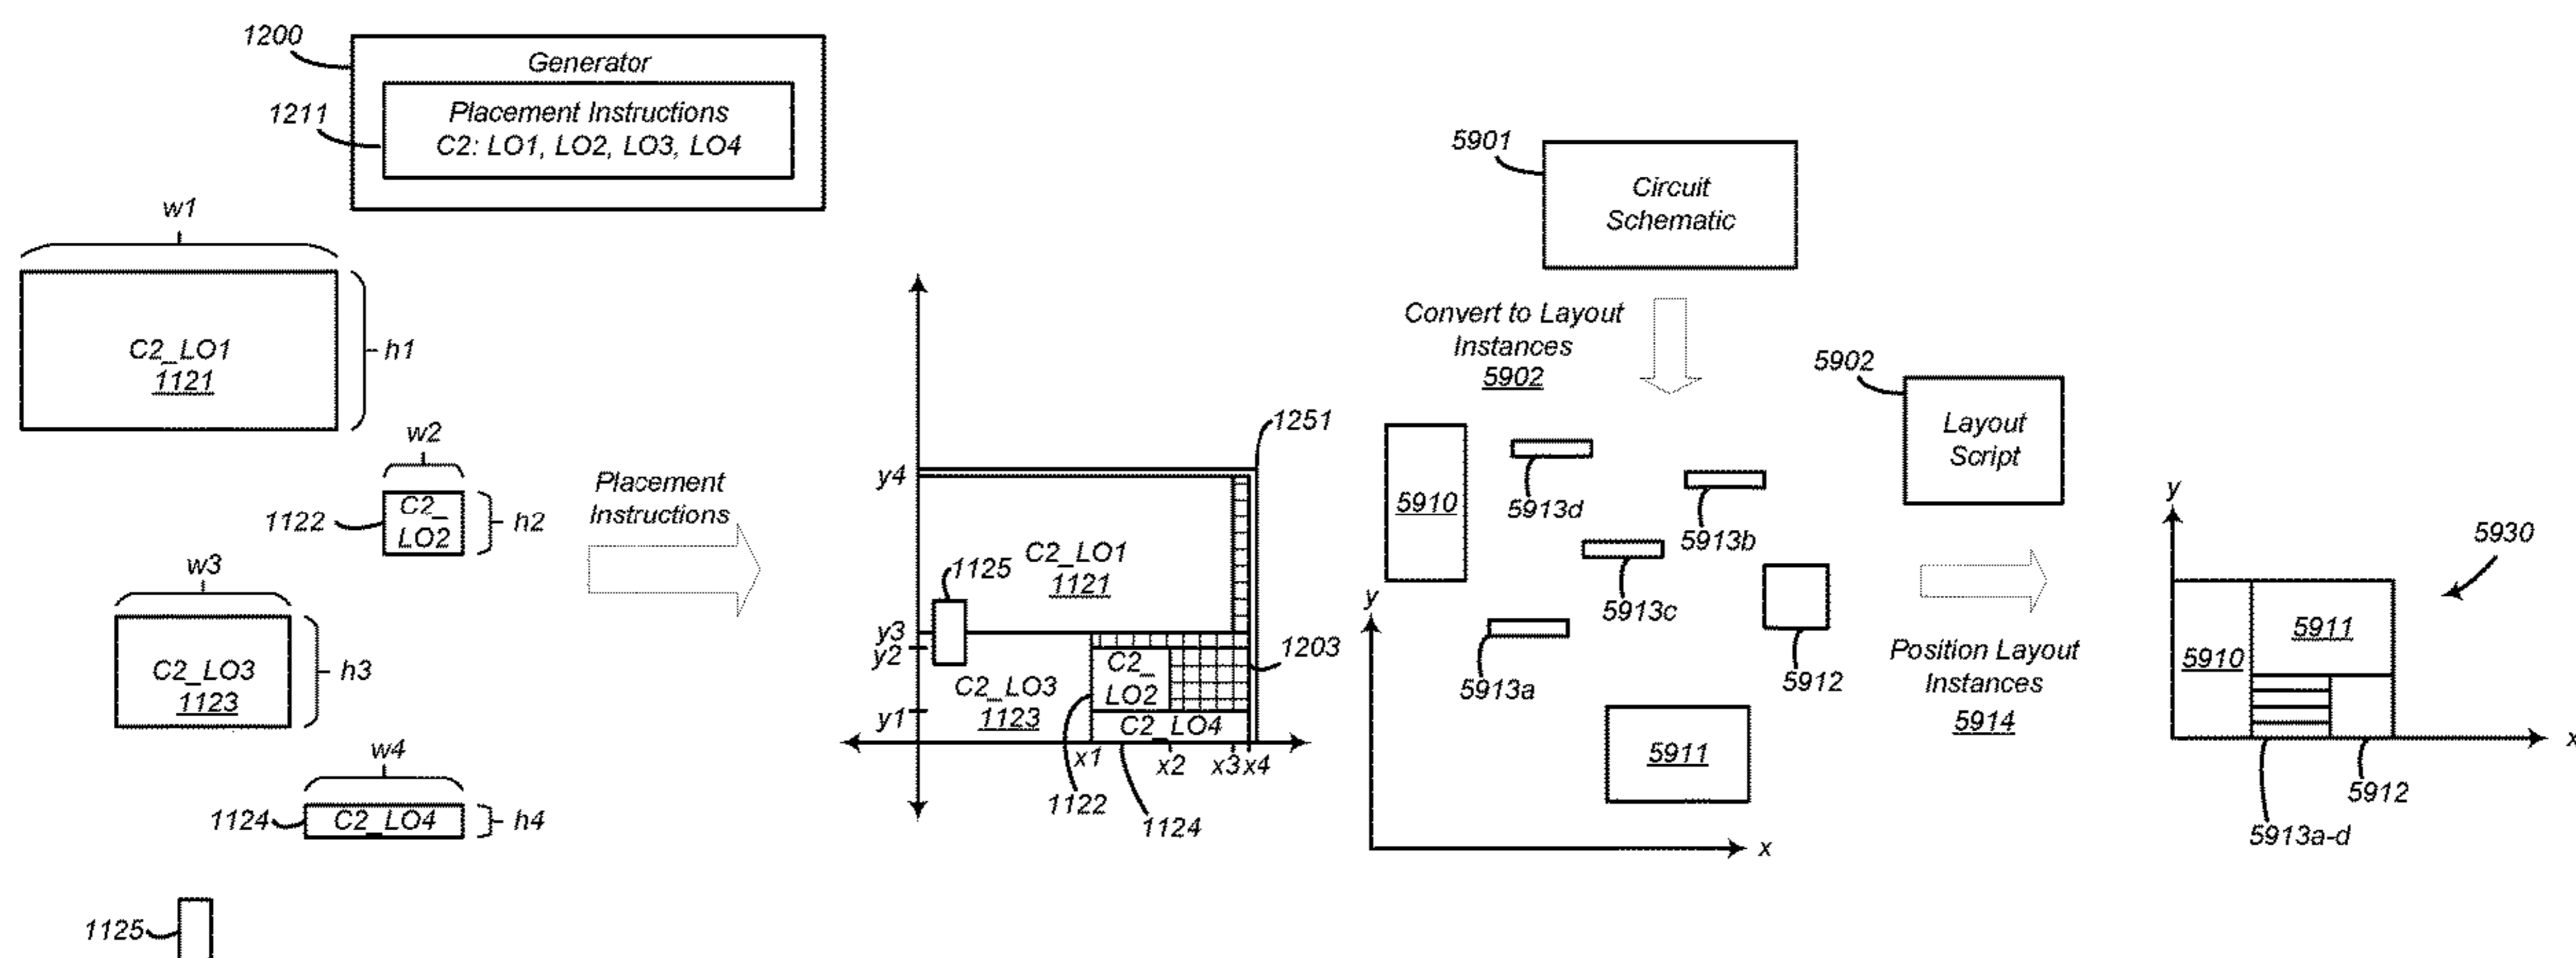 1200
Generator
1211
Placement Instructions
C2: LO1, LO2, LO3, LO4
w1
C2_LO1
1121
h1
w2
1122
C2_
LO2
h2
w3
C2_LO3
1123
h3
w4
1124
C2_LO4
h4
1125
Placement
Instructions
1251
y4
C2_LO1
1121
1125
y3
y2
1203
C2_LO3
1123
C2_
LO2
y1
C2_LO4
x1
x2
x3
x4
1122
1124
5901
Circuit
Schematic
Convert to Layout
Instances
5902
5902
Layout
Script
5910
5913d
5913b
5913c
5913a
5912
5911
y
x
Position Layout
Instances
5914
y
5930
5911
5910
x
5912
5913a-d